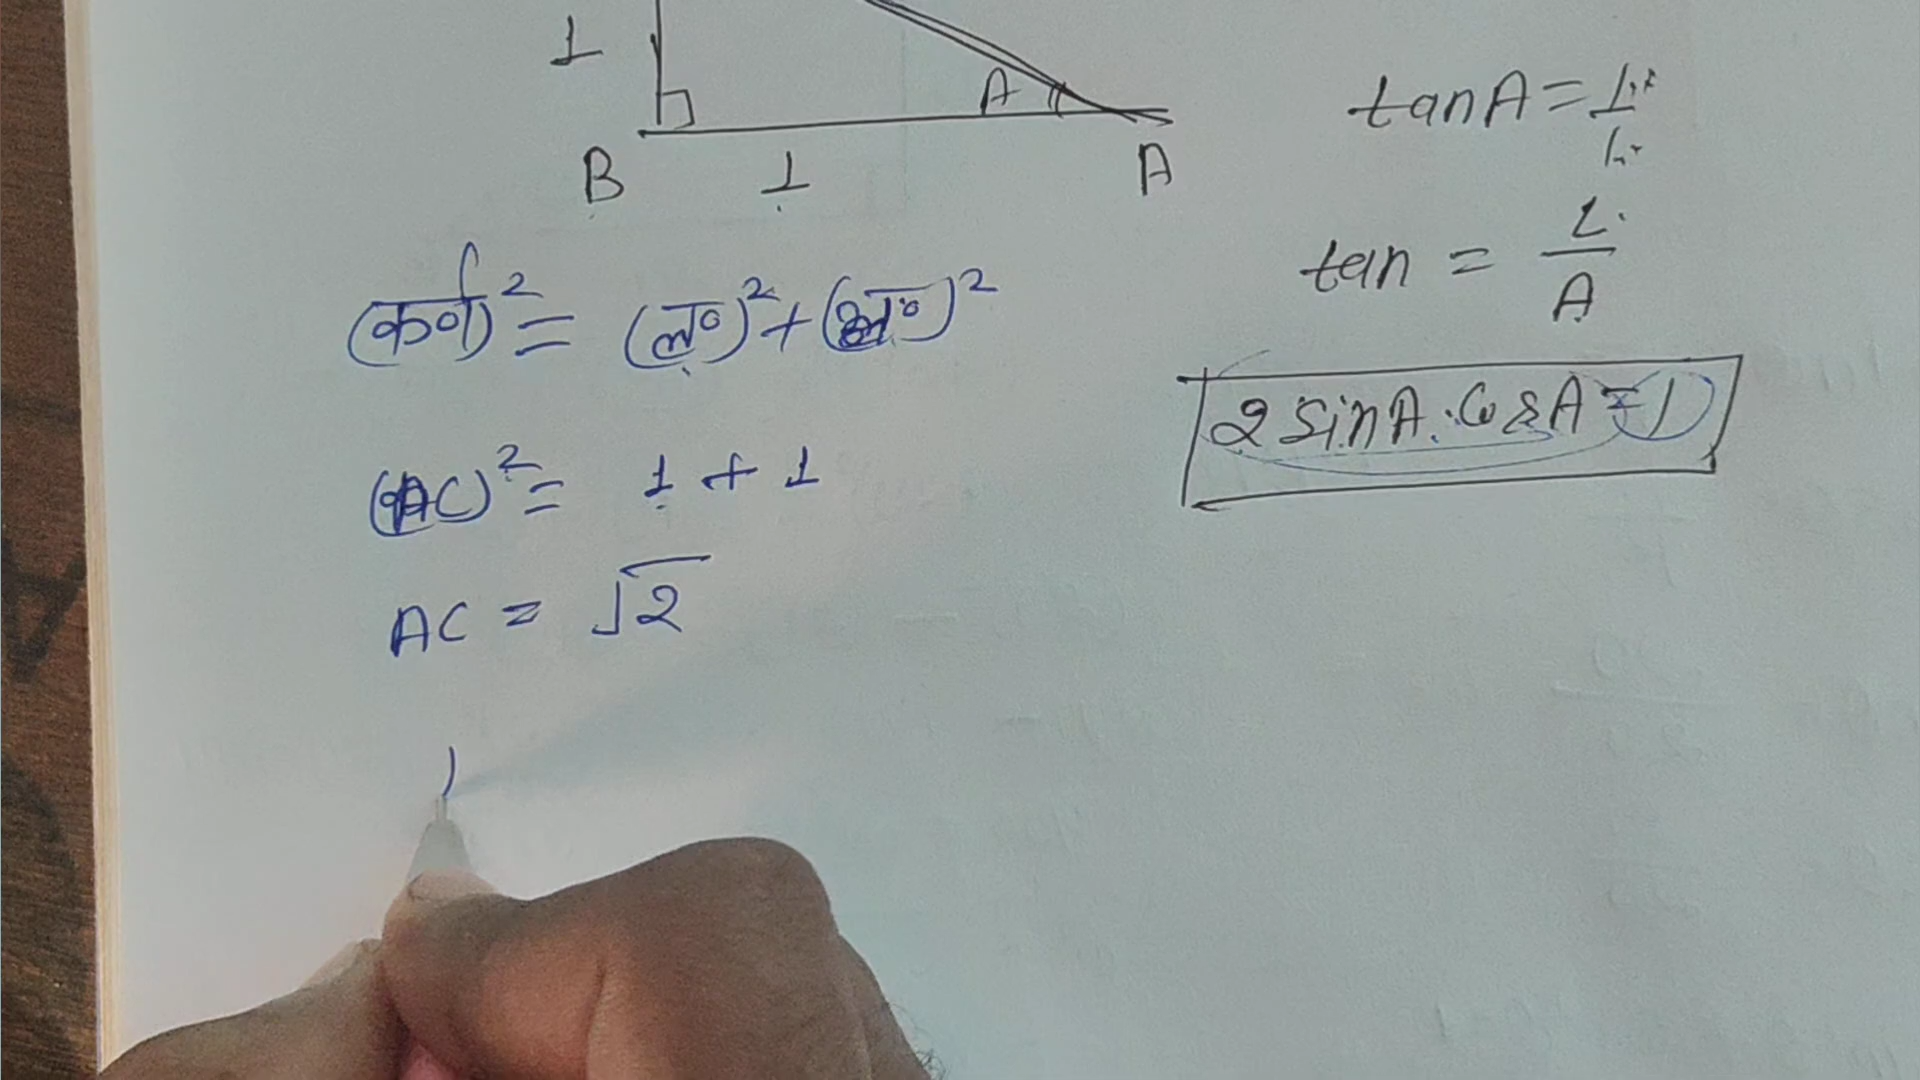 1
A
B 1 A
(कर्ण)² = (ल०)² + (आ०)²
(AC)² = 1 + 1
AC = √2
tanA = 1/1
tan = L/A
2 sinA. CosA = 1